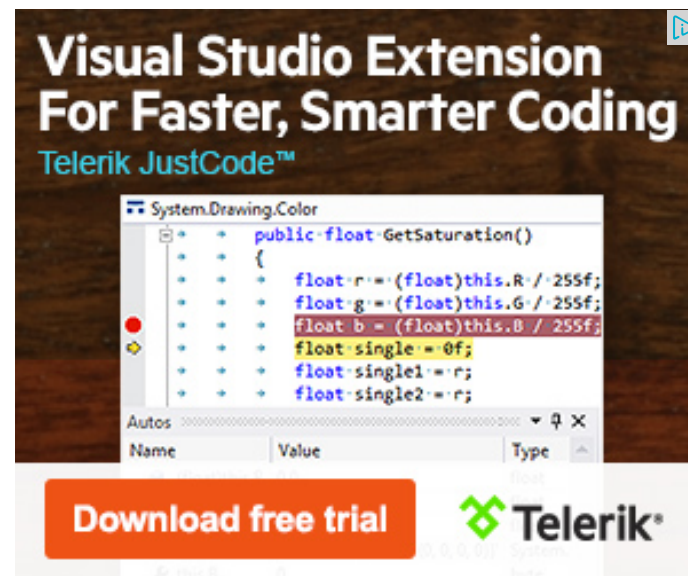 Visual Studio Extension
For Faster, Smarter Coding
Telerik JustCode™
System.Drawing.Color
public float GetSaturation()
{
float r = (float)this.R / 255f;
float g = (float)this.G / 255f;
float b = (float)this.B / 255f;
float single = 0f;
float single1 = r;
float single2 = r;
Autos
Name Value Type
float
Download free trial
Telerik®